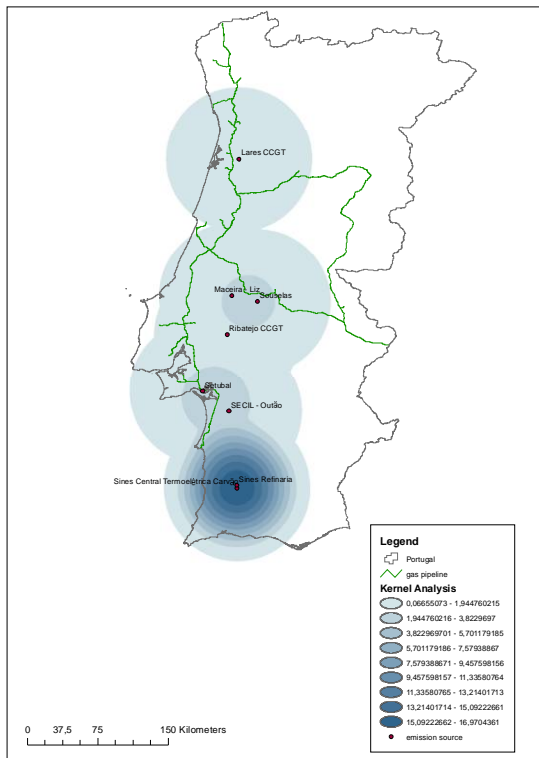 Lares CCGT
Maceira - Liz
Souselas
Ribatejo CCGT
Setubal
SECIL - Outão
Sines Refinaria
Sines Central Termoelétrica Carvão
Legend
Portugal
gas pipeline
Kernel Analysis
0,06655073 - 1,944760215
1,944760216 - 3,8229697
3,822969701 - 5,701179185
5,701179186 - 7,57938867
7,579388671 - 9,457598156
9,457598157 - 11,33580764
11,33580765 - 13,21401713
13,21401714 - 15,09222661
15,09222662 - 16,9704361
emission source
0 37,5 75 150 Kilometers